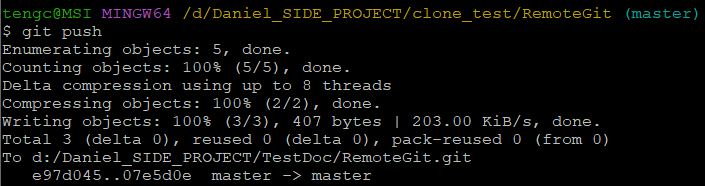 tengc@MSI MINGW64 /d/Daniel_SIDE_PROJECT/clone_test/RemoteGit (master)
$ git push
Enumerating objects: 5, done.
Counting objects: 100% (5/5), done.
Delta compression using up to 8 threads
Compressing objects: 100% (2/2), done.
Writing objects: 100% (3/3), 407 bytes | 203.00 KiB/s, done.
Total 3 (delta 0), reused 0 (delta 0), pack-reused 0 (from 0)
To d:/Daniel_SIDE_PROJECT/TestDoc/RemoteGit.git
   e97d045..07e5d0e  master -> master